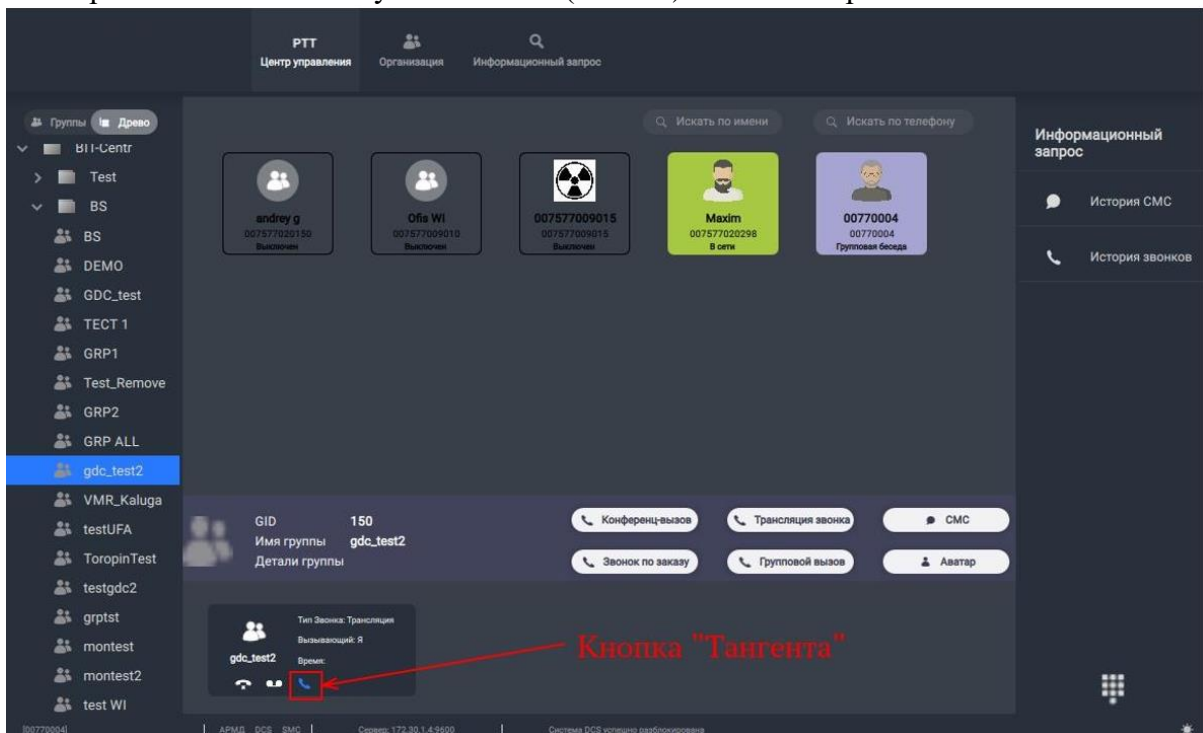 PTT
Центр управления
Организация
Информационный запрос
Группы
Древо
BIT-Centr
Test
BS
BS
DEMO
GDC_test
ТЕСТ 1
GRP1
Test_Remove
GRP2
GRP ALL
gdc_test2
VMR_Kaluga
testUFA
ToropinTest
testgdc2
grptst
montest
montest2
test WI
Искать по имени
Искать по телефону
andrey g
007577020150
Выключен
Ofis WI
007577009010
Выключен
007577009015
007577009015
Выключен
Maxim
007577020298
В сети
00770004
00770004
Групповая беседа
GID 150
Имя группы gdc_test2
Детали группы
Конференц-вызов
Трансляция звонка
СМС
Звонок по заказу
Групповой вызов
Аватар
gdc_test2
Тип Звонка: Трансляция
Вызывающий: Я
Время:
Кнопка "Тангента"
Информационный
запрос
История СМС
История звонков
[00770004]
АРМД DCS SMC
Сервер: 172.30.1.4:9600
Система DCS успешно разблокирована